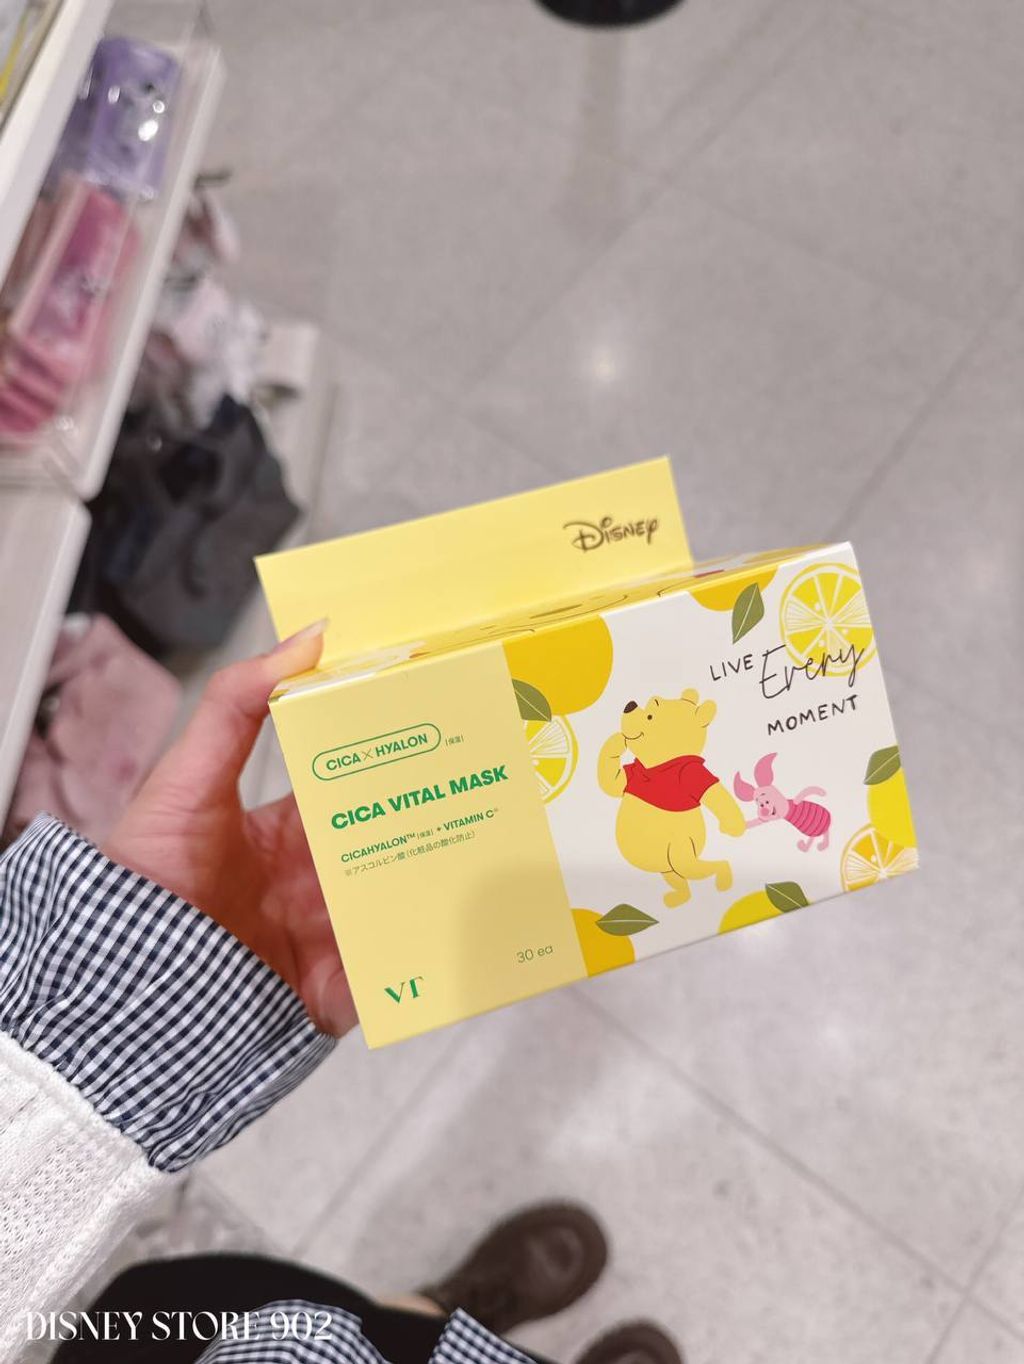 Disney
LIVE Every
MOMENT
CICA×HYALON [保湿]
CICA VITAL MASK
CICAHYALON™ [保湿] + VITAMIN C※
※アスコルビン酸 (化粧品の酸化防止)
30 ea
VT
DISNEY STORE 902